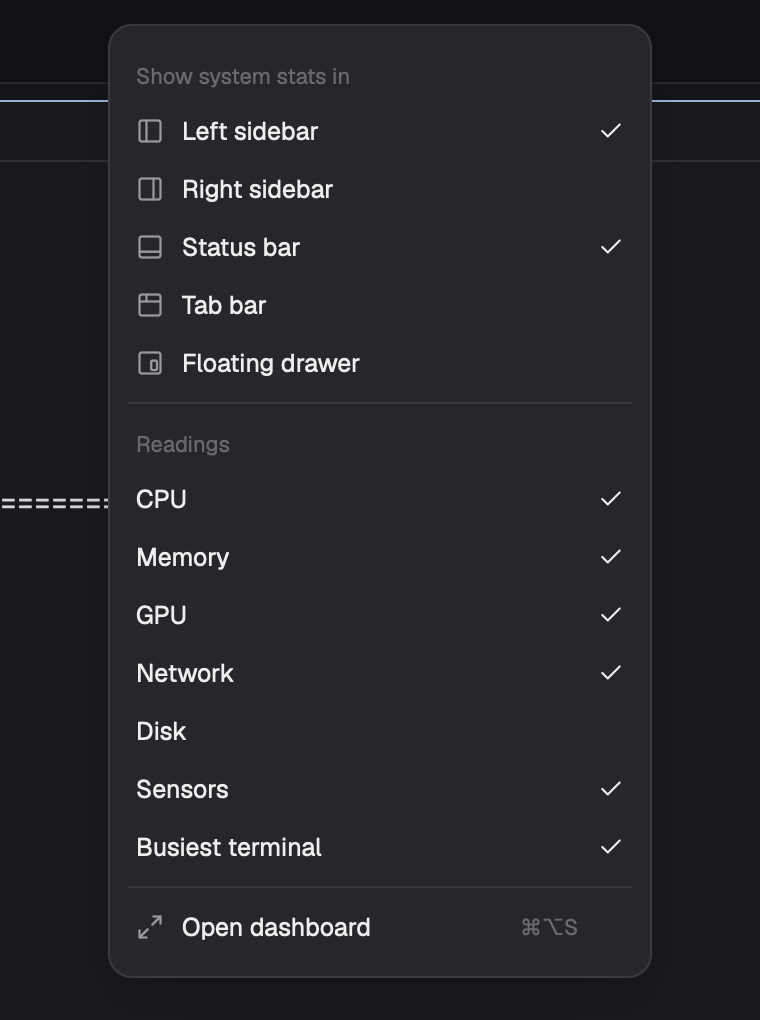 Show system stats in
Left sidebar
Right sidebar
Status bar
Tab bar
Floating drawer
Readings
=======
CPU
Memory
GPU
Network
Disk
Sensors
Busiest terminal
Open dashboard ⌘⌥S